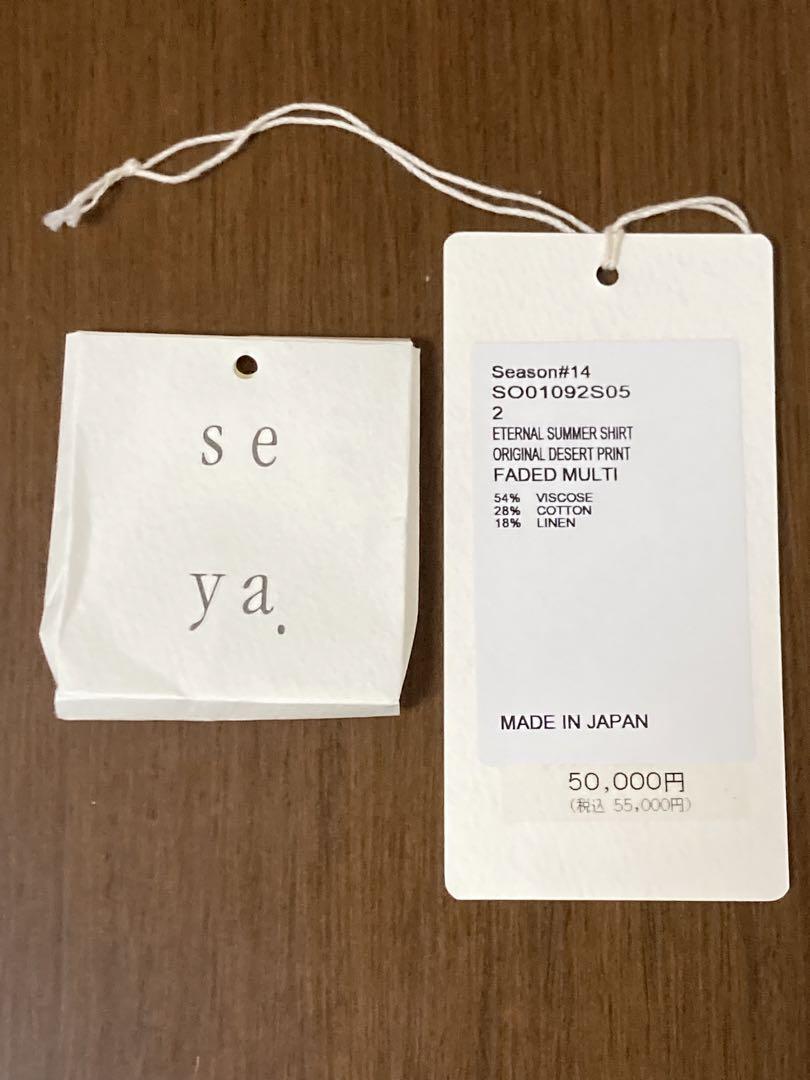 se
ya.
Season#14
SO01092S05
2
ETERNAL SUMMER SHIRT
ORIGINAL DESERT PRINT
FADED MULTI
54% VISCOSE
28% COTTON
18% LINEN
MADE IN JAPAN
50,000円
(税込 55,000円)